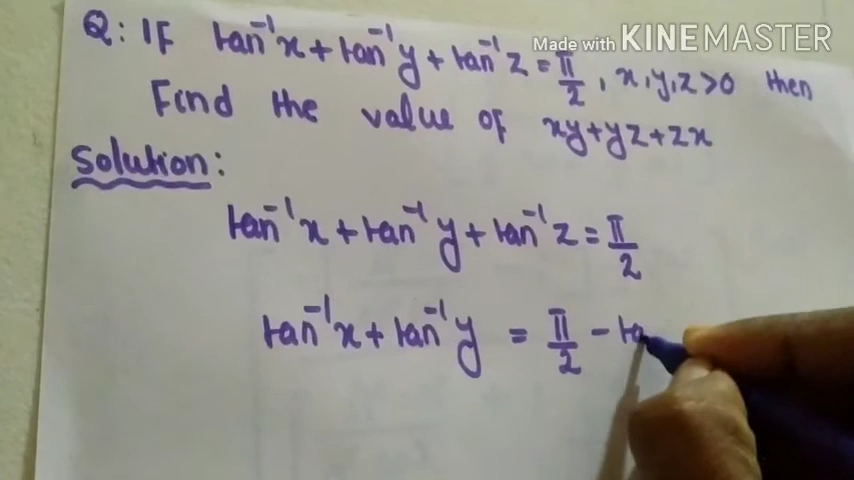 Q: If tan⁻¹x + tan⁻¹y + tan⁻¹z = π/2, x,y,z>0 then
Find the value of xy+yz+zx
Solution:
tan⁻¹x + tan⁻¹y + tan⁻¹z = π/2
tan⁻¹x + tan⁻¹y = π/2 - ta
Made with KINEMASTER